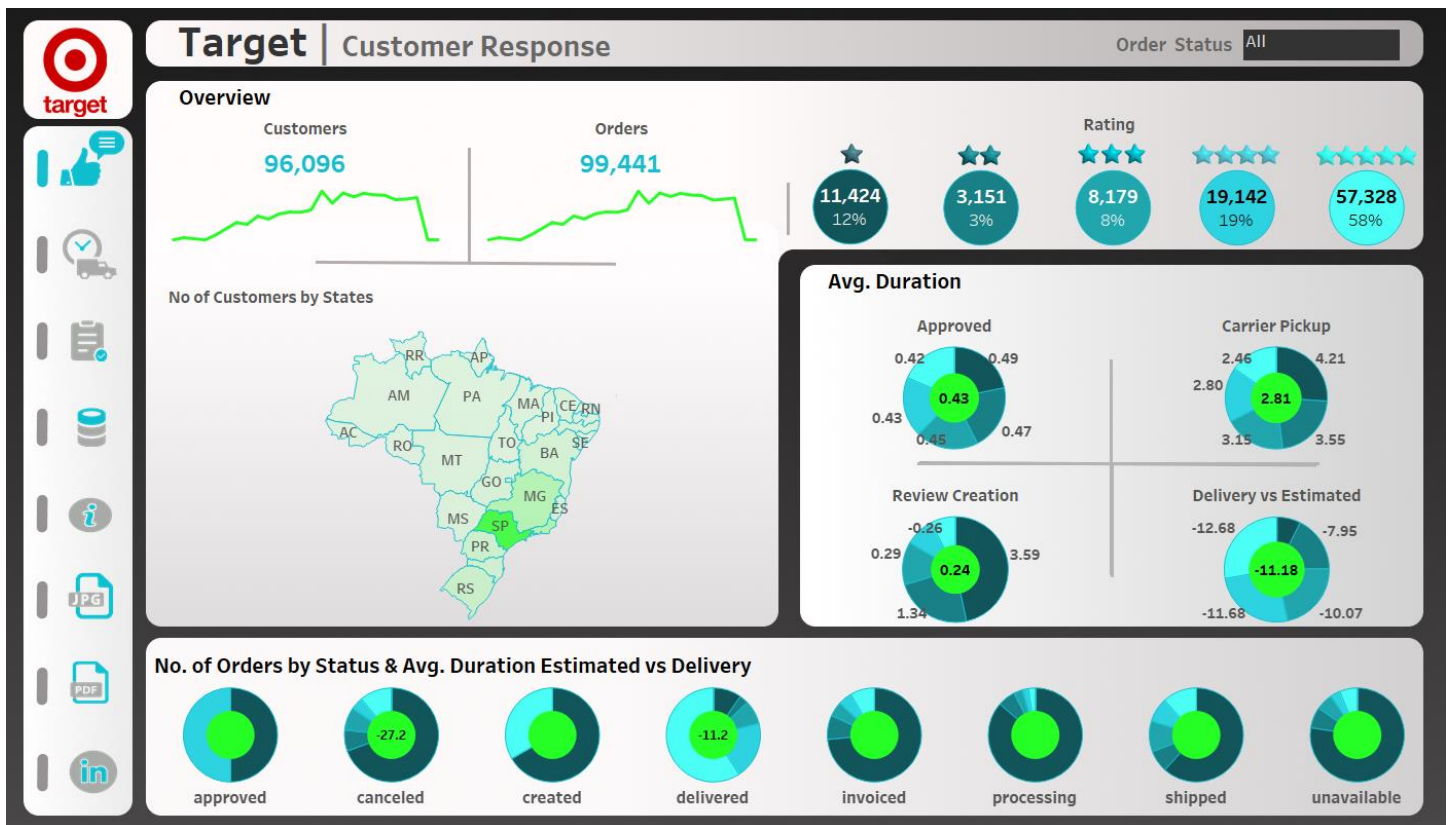 target
Target | Customer Response
Order Status All
Overview
Customers
96,096
Orders
99,441
Rating
11,424
12%
3,151
3%
8,179
8%
19,142
19%
57,328
58%
No of Customers by States
RR
AP
AM
PA
MA
CE
RN
PI
AC
RO
TO
SE
MT
BA
GO
MG
ES
MS
SP
PR
RS
Avg. Duration
Approved
0.42
0.49
0.43
0.43
0.45
0.47
Carrier Pickup
2.46
4.21
2.80
2.81
3.15
3.55
Review Creation
-0.26
0.29
3.59
0.24
1.34
Delivery vs Estimated
-12.68
-7.95
-11.18
-11.68
-10.07
No. of Orders by Status & Avg. Duration Estimated vs Delivery
-27.2
-11.2
approved
canceled
created
delivered
invoiced
processing
shipped
unavailable
i
JPG
PDF
in